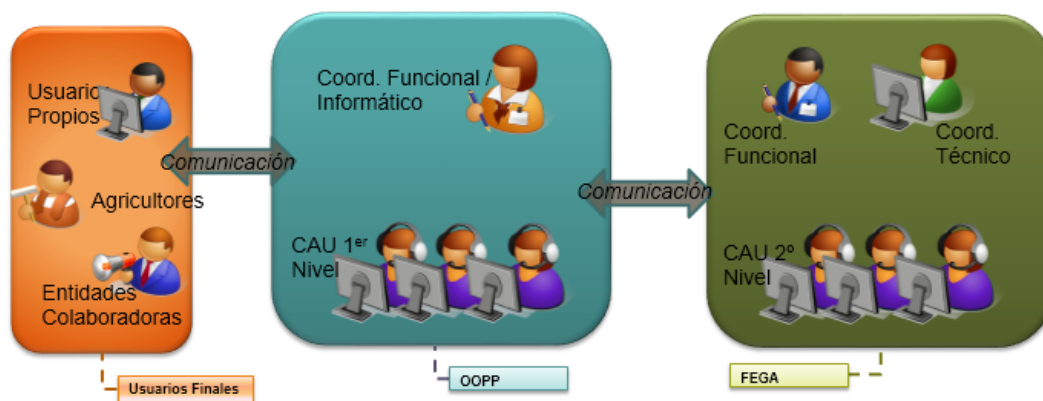 Usuario
Propios
Comunicación
Agricultores
Entidades
Colaboradoras
Usuarios Finales
Coord. Funcional /
Informático
CAU 1er
Nivel
OOPP
Comunicación
Coord.
Funcional
Coord.
Técnico
CAU 2º
Nivel
FEGA